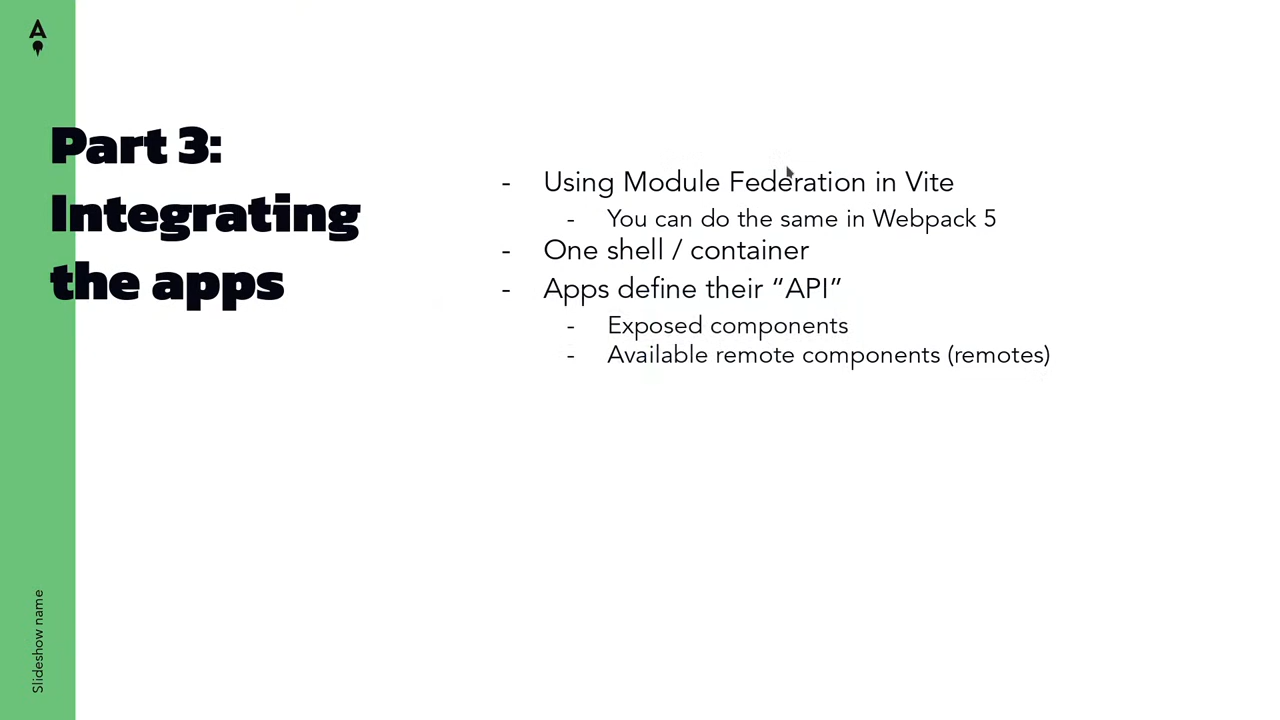 Part 3:
Integrating
the apps
- Using Module Federation in Vite
- You can do the same in Webpack 5
- One shell / container
- Apps define their “API”
- Exposed components
- Available remote components (remotes)
Slideshow name